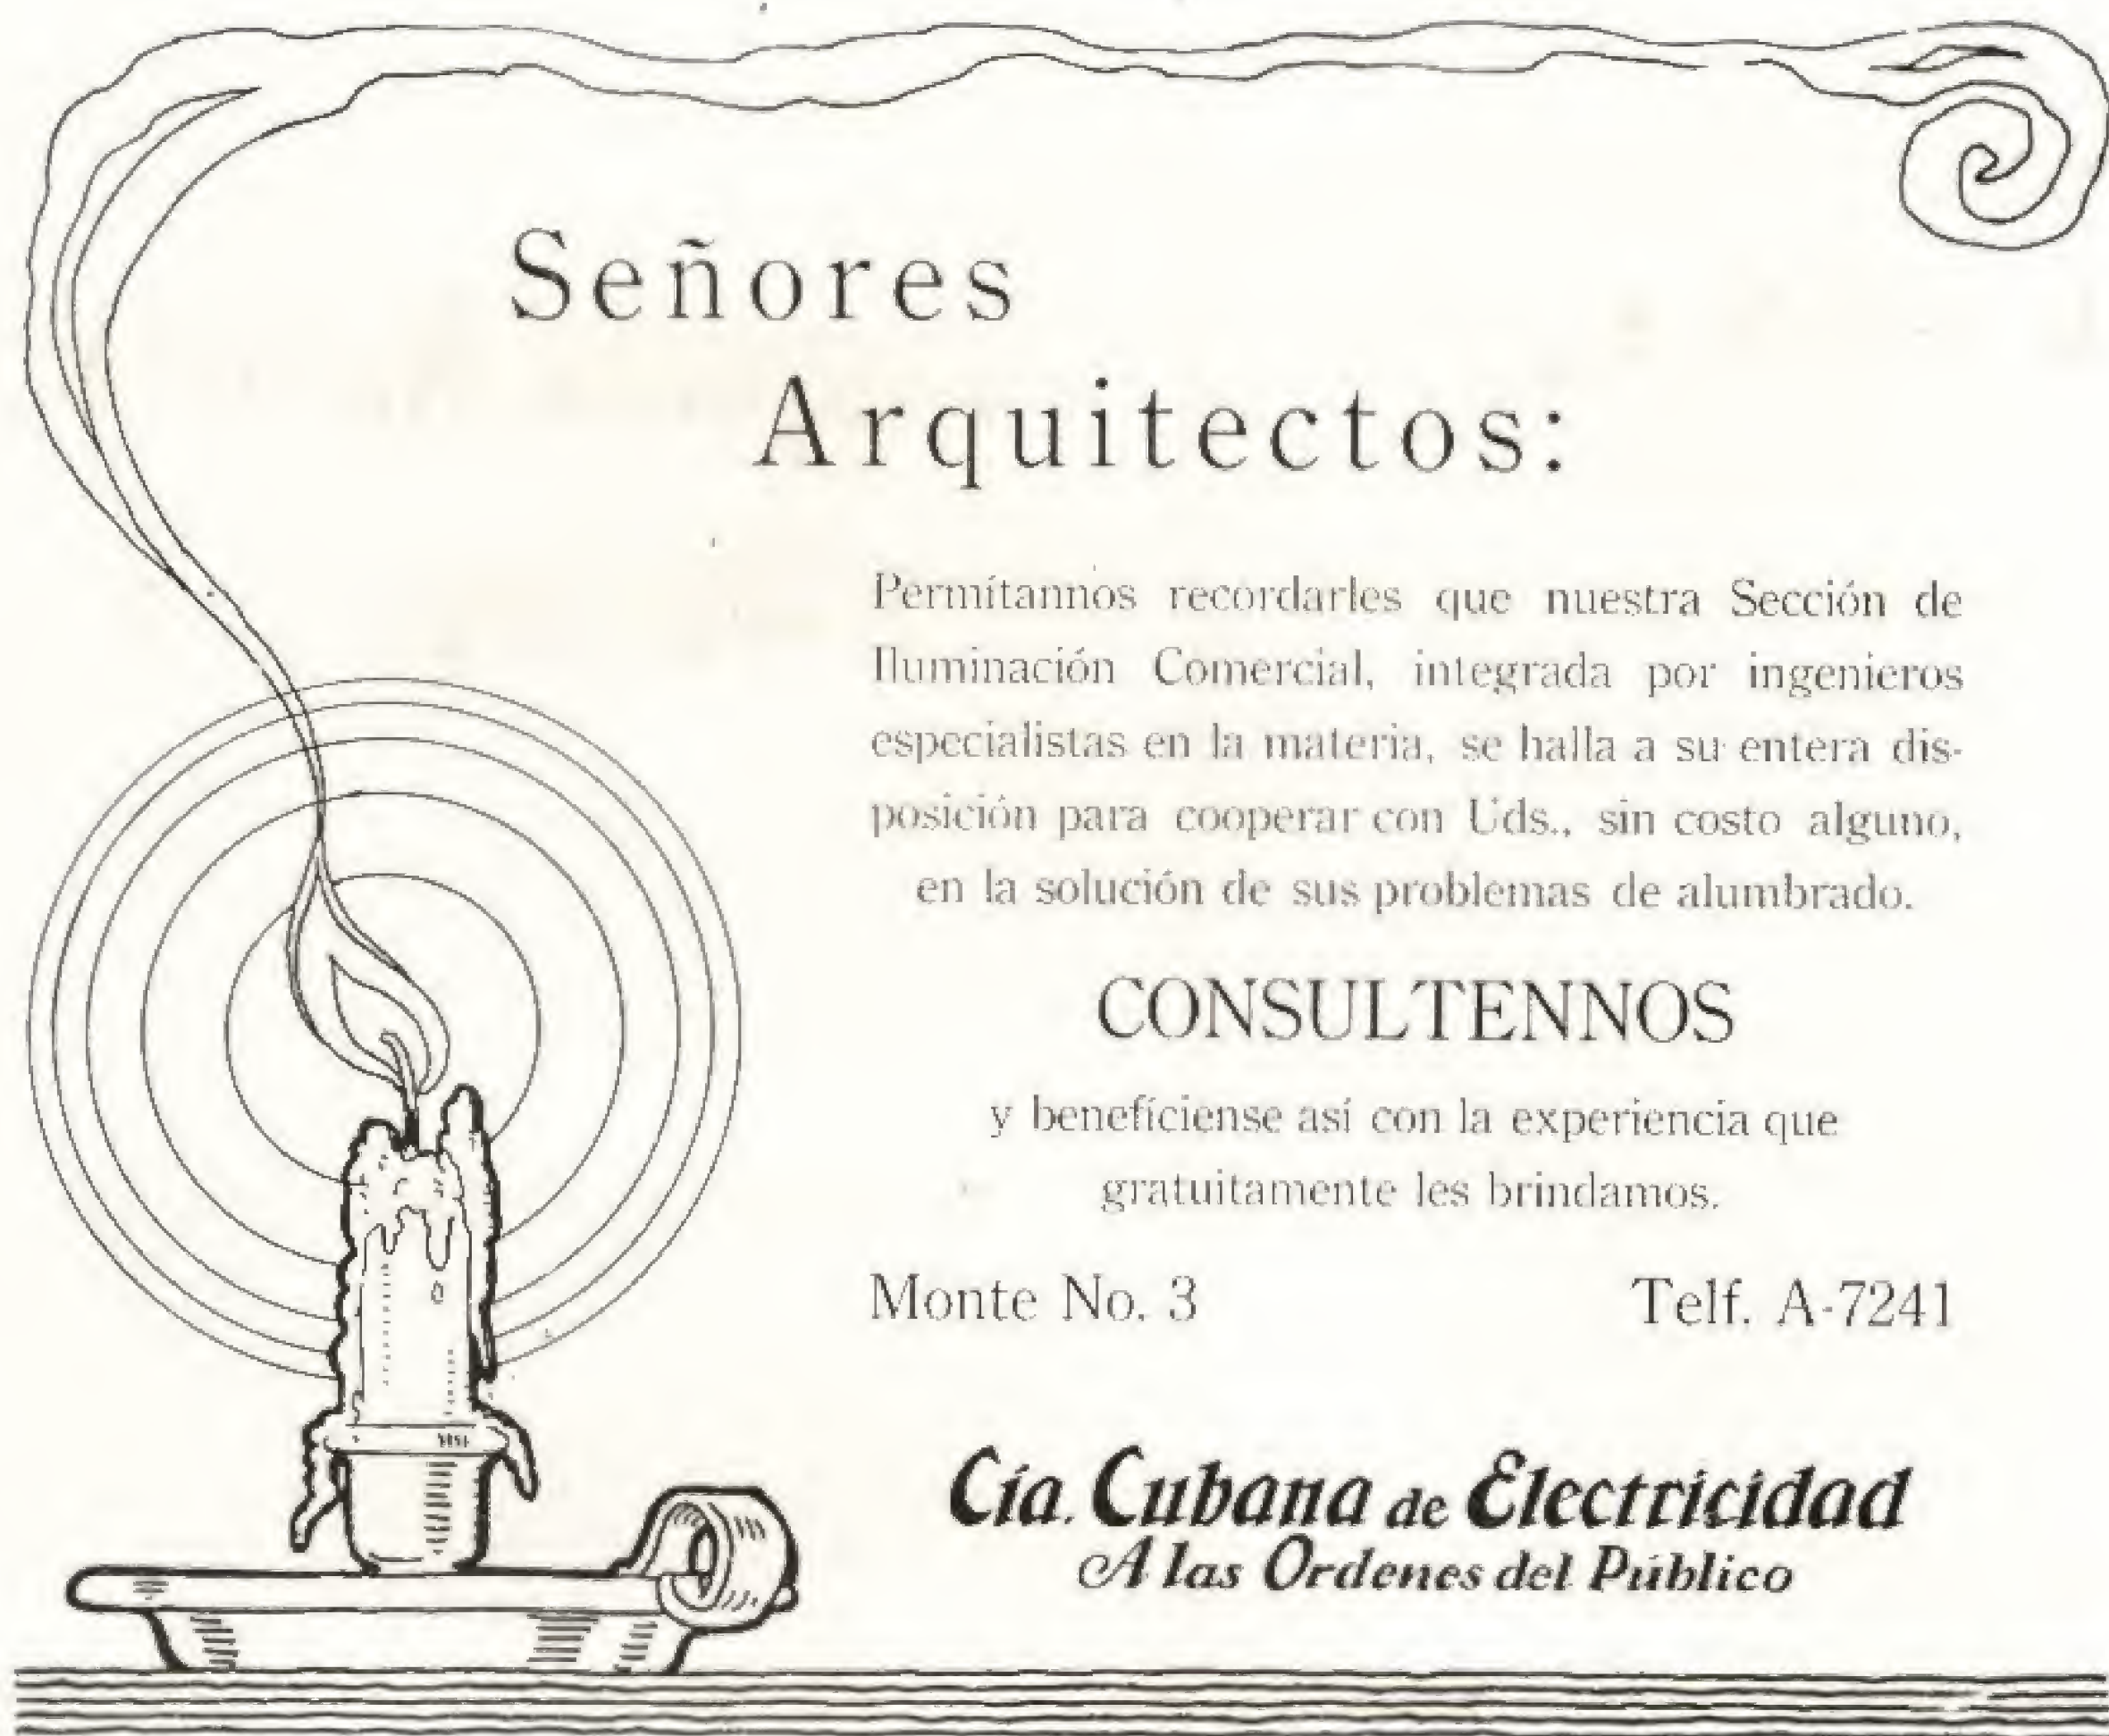 Señores
Arquitectos:
Permítannos recordarles que nuestra Sección de
Iluminación Comercial, integrada por ingenieros
especialistas en la materia, se halla a su entera dis-
posición para cooperar con Uds., sin costo alguno,
en la solución de sus problemas de alumbrado.
CONSULTENNOS
y benefíciense así con la experiencia que
gratuitamente les brindamos.
Monte No. 3 Telf. A-7241
Cía. Cubana de Electricidad
A las Ordenes del Público